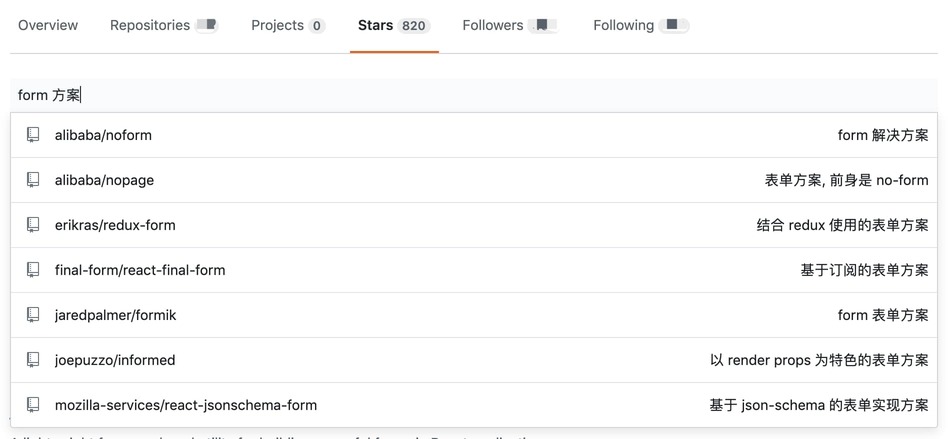 Overview Repositories Projects 0 Stars 820 Followers Following
form 方案
alibaba/noform form 解决方案
alibaba/nopage 表单方案, 前身是 no-form
erikras/redux-form 结合 redux 使用的表单方案
final-form/react-final-form 基于订阅的表单方案
jaredpalmer/formik form 表单方案
joepuzzo/informed 以 render props 为特色的表单方案
mozilla-services/react-jsonschema-form 基于 json-schema 的表单实现方案